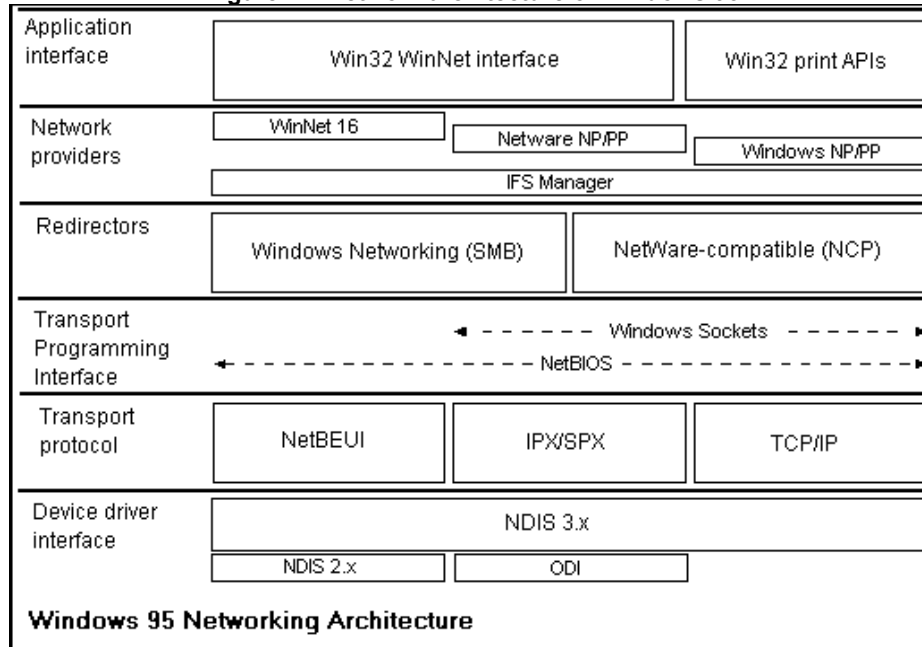 Application
interface
Win32 WinNet interface
Win32 print APIs
Network
providers
WinNet 16
Netware NP/PP
Windows NP/PP
IFS Manager
Redirectors
Windows Networking (SMB)
NetWare-compatible (NCP)
Transport
Programming
Interface
Windows Sockets
NetBIOS
Transport
protocol
NetBEUI
IPX/SPX
TCP/IP
Device driver
interface
NDIS 3.x
NDIS 2.x
ODI
Windows 95 Networking Architecture